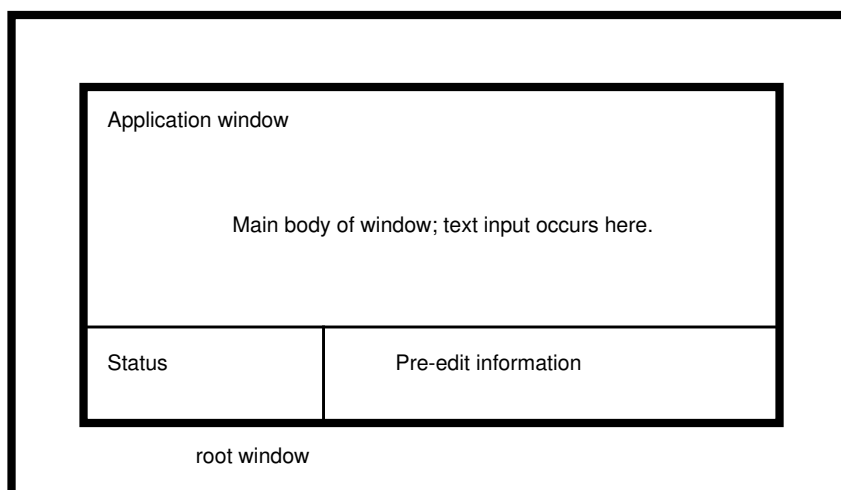 Application window
Main body of window; text input occurs here.
Status
Pre-edit information
root window